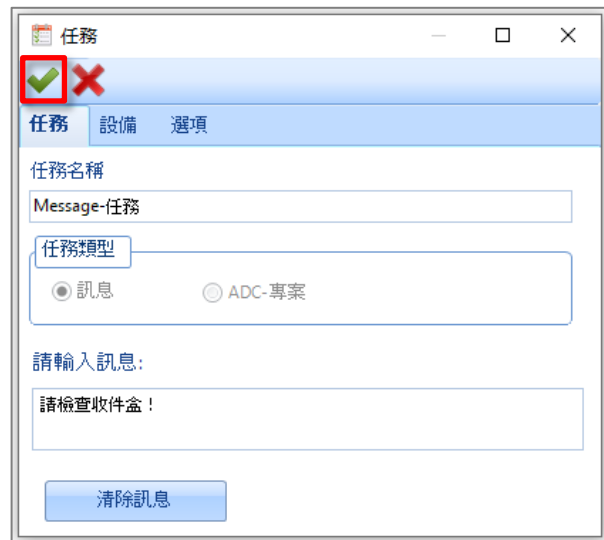 任務
任務 設備 選項
任務名稱
Message-任務
任務類型
訊息 ADC-專案
請輸入訊息:
請檢查收件盒！
清除訊息